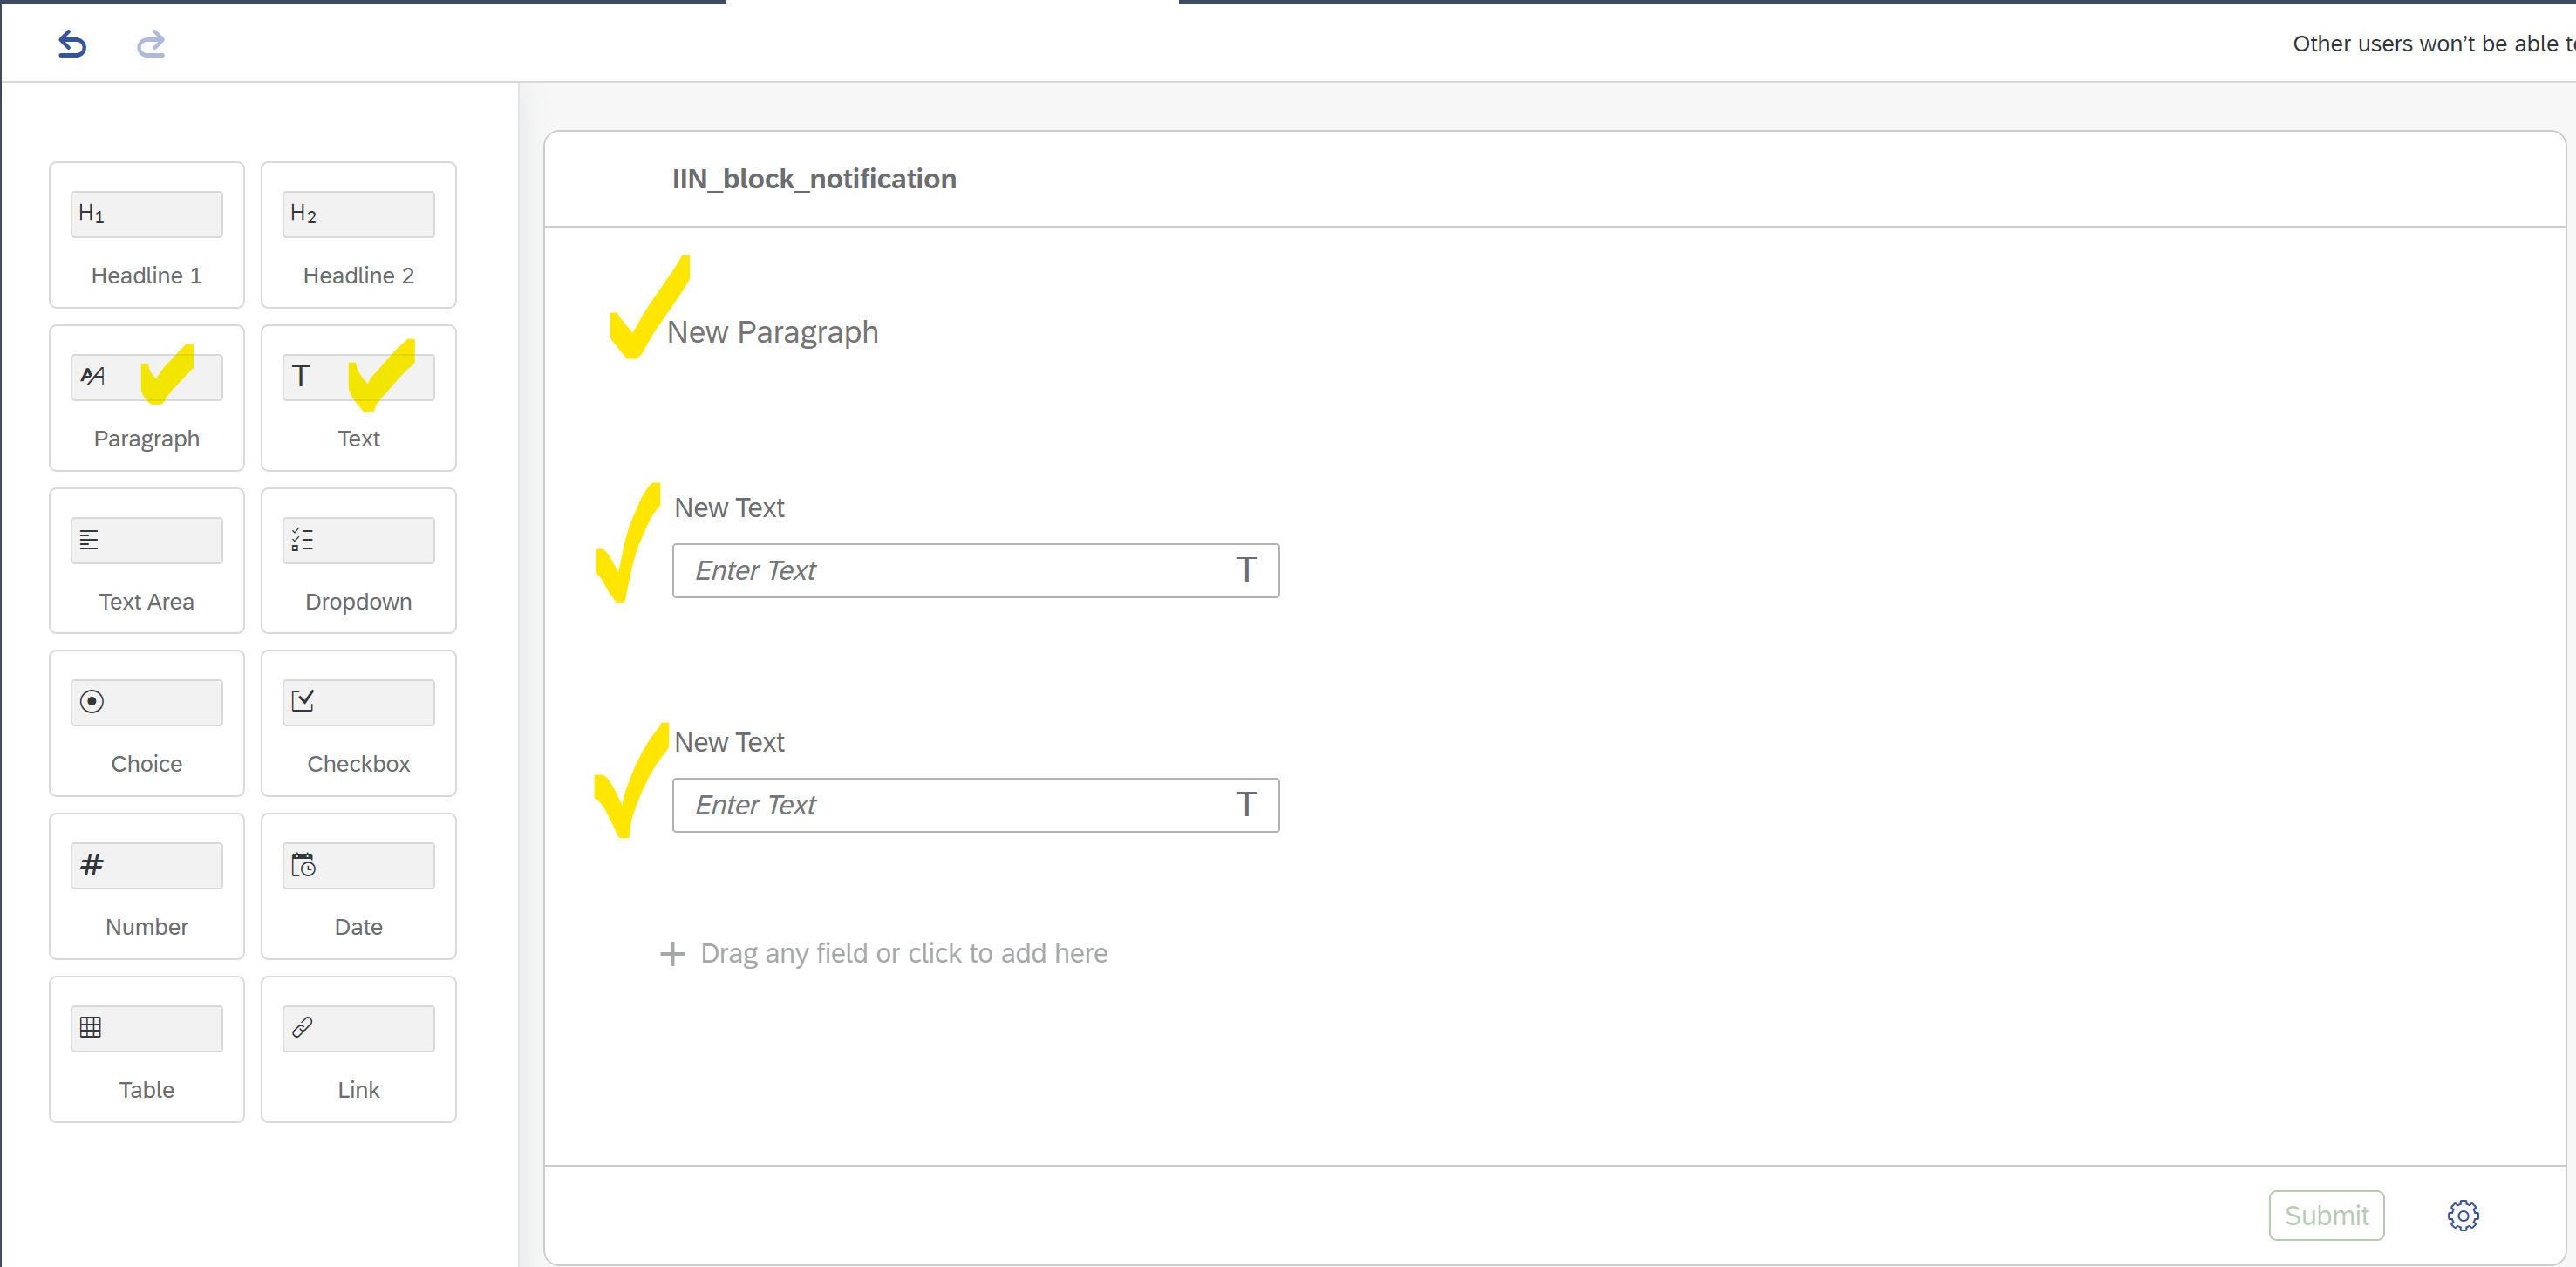 Other users won't be able t
IIN_block_notification
H1
Headline 1
H2
Headline 2
Paragraph
T
Text
Text Area
Dropdown
Choice
Checkbox
#
Number
Date
Table
Link
New Paragraph
New Text
Enter Text T
New Text
Enter Text T
+ Drag any field or click to add here
Submit